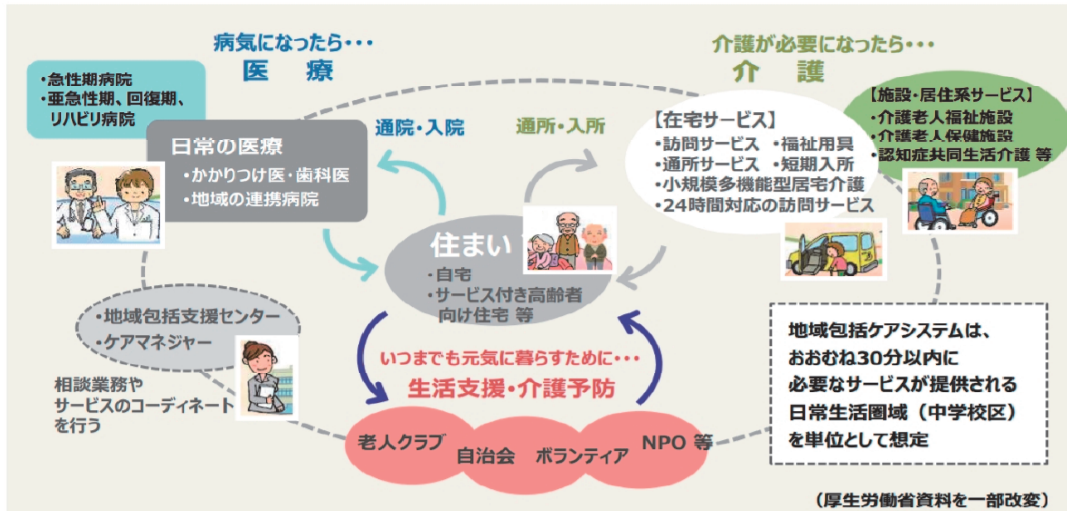 病気になったら・・・
医 療
・急性期病院
・亜急性期、回復期、
リハビリ病院
日常の医療
・かかりつけ医・歯科医
・地域の連携病院
通院・入院
介護が必要になったら・・・
介 護
通所・入所
【在宅サービス】
・訪問サービス ・福祉用具
・通所サービス ・短期入所
・小規模多機能型居宅介護
・24時間対応の訪問サービス
【施設・居住系サービス】
・介護老人福祉施設
・介護老人保健施設
・認知症共同生活介護 等
住まい
・自宅
・サービス付き高齢者
向け住宅 等
・地域包括支援センター
・ケアマネジャー
相談業務や
サービスのコーディネート
を行う
いつまでも元気に暮らすために・・・
生活支援・介護予防
老人クラブ
自治会
ボランティア
NPO 等
地域包括ケアシステムは、
おおむね30分以内に
必要なサービスが提供される
日常生活圏域（中学校区）
を単位として想定
（厚生労働省資料を一部改変）